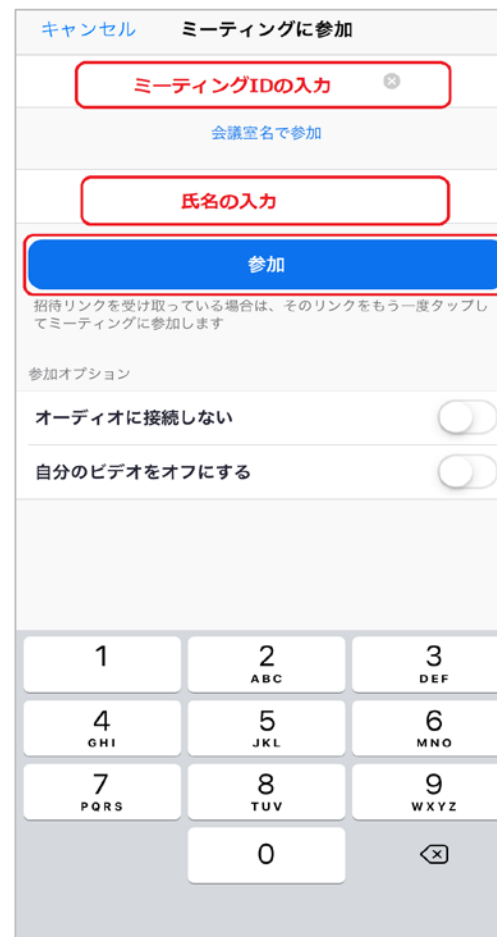 キャンセル ミーティングに参加
ミーティングIDの入力
会議室名で参加
氏名の入力
参加
招待リンクを受け取っている場合は、そのリンクをもう一度タップし
てミーティングに参加します
参加オプション
オーディオに接続しない
自分のビデオをオフにする
1 2 3
ABC DEF
4 5 6
GHI JKL MNO
7 8 9
PQRS TUV WXYZ
0